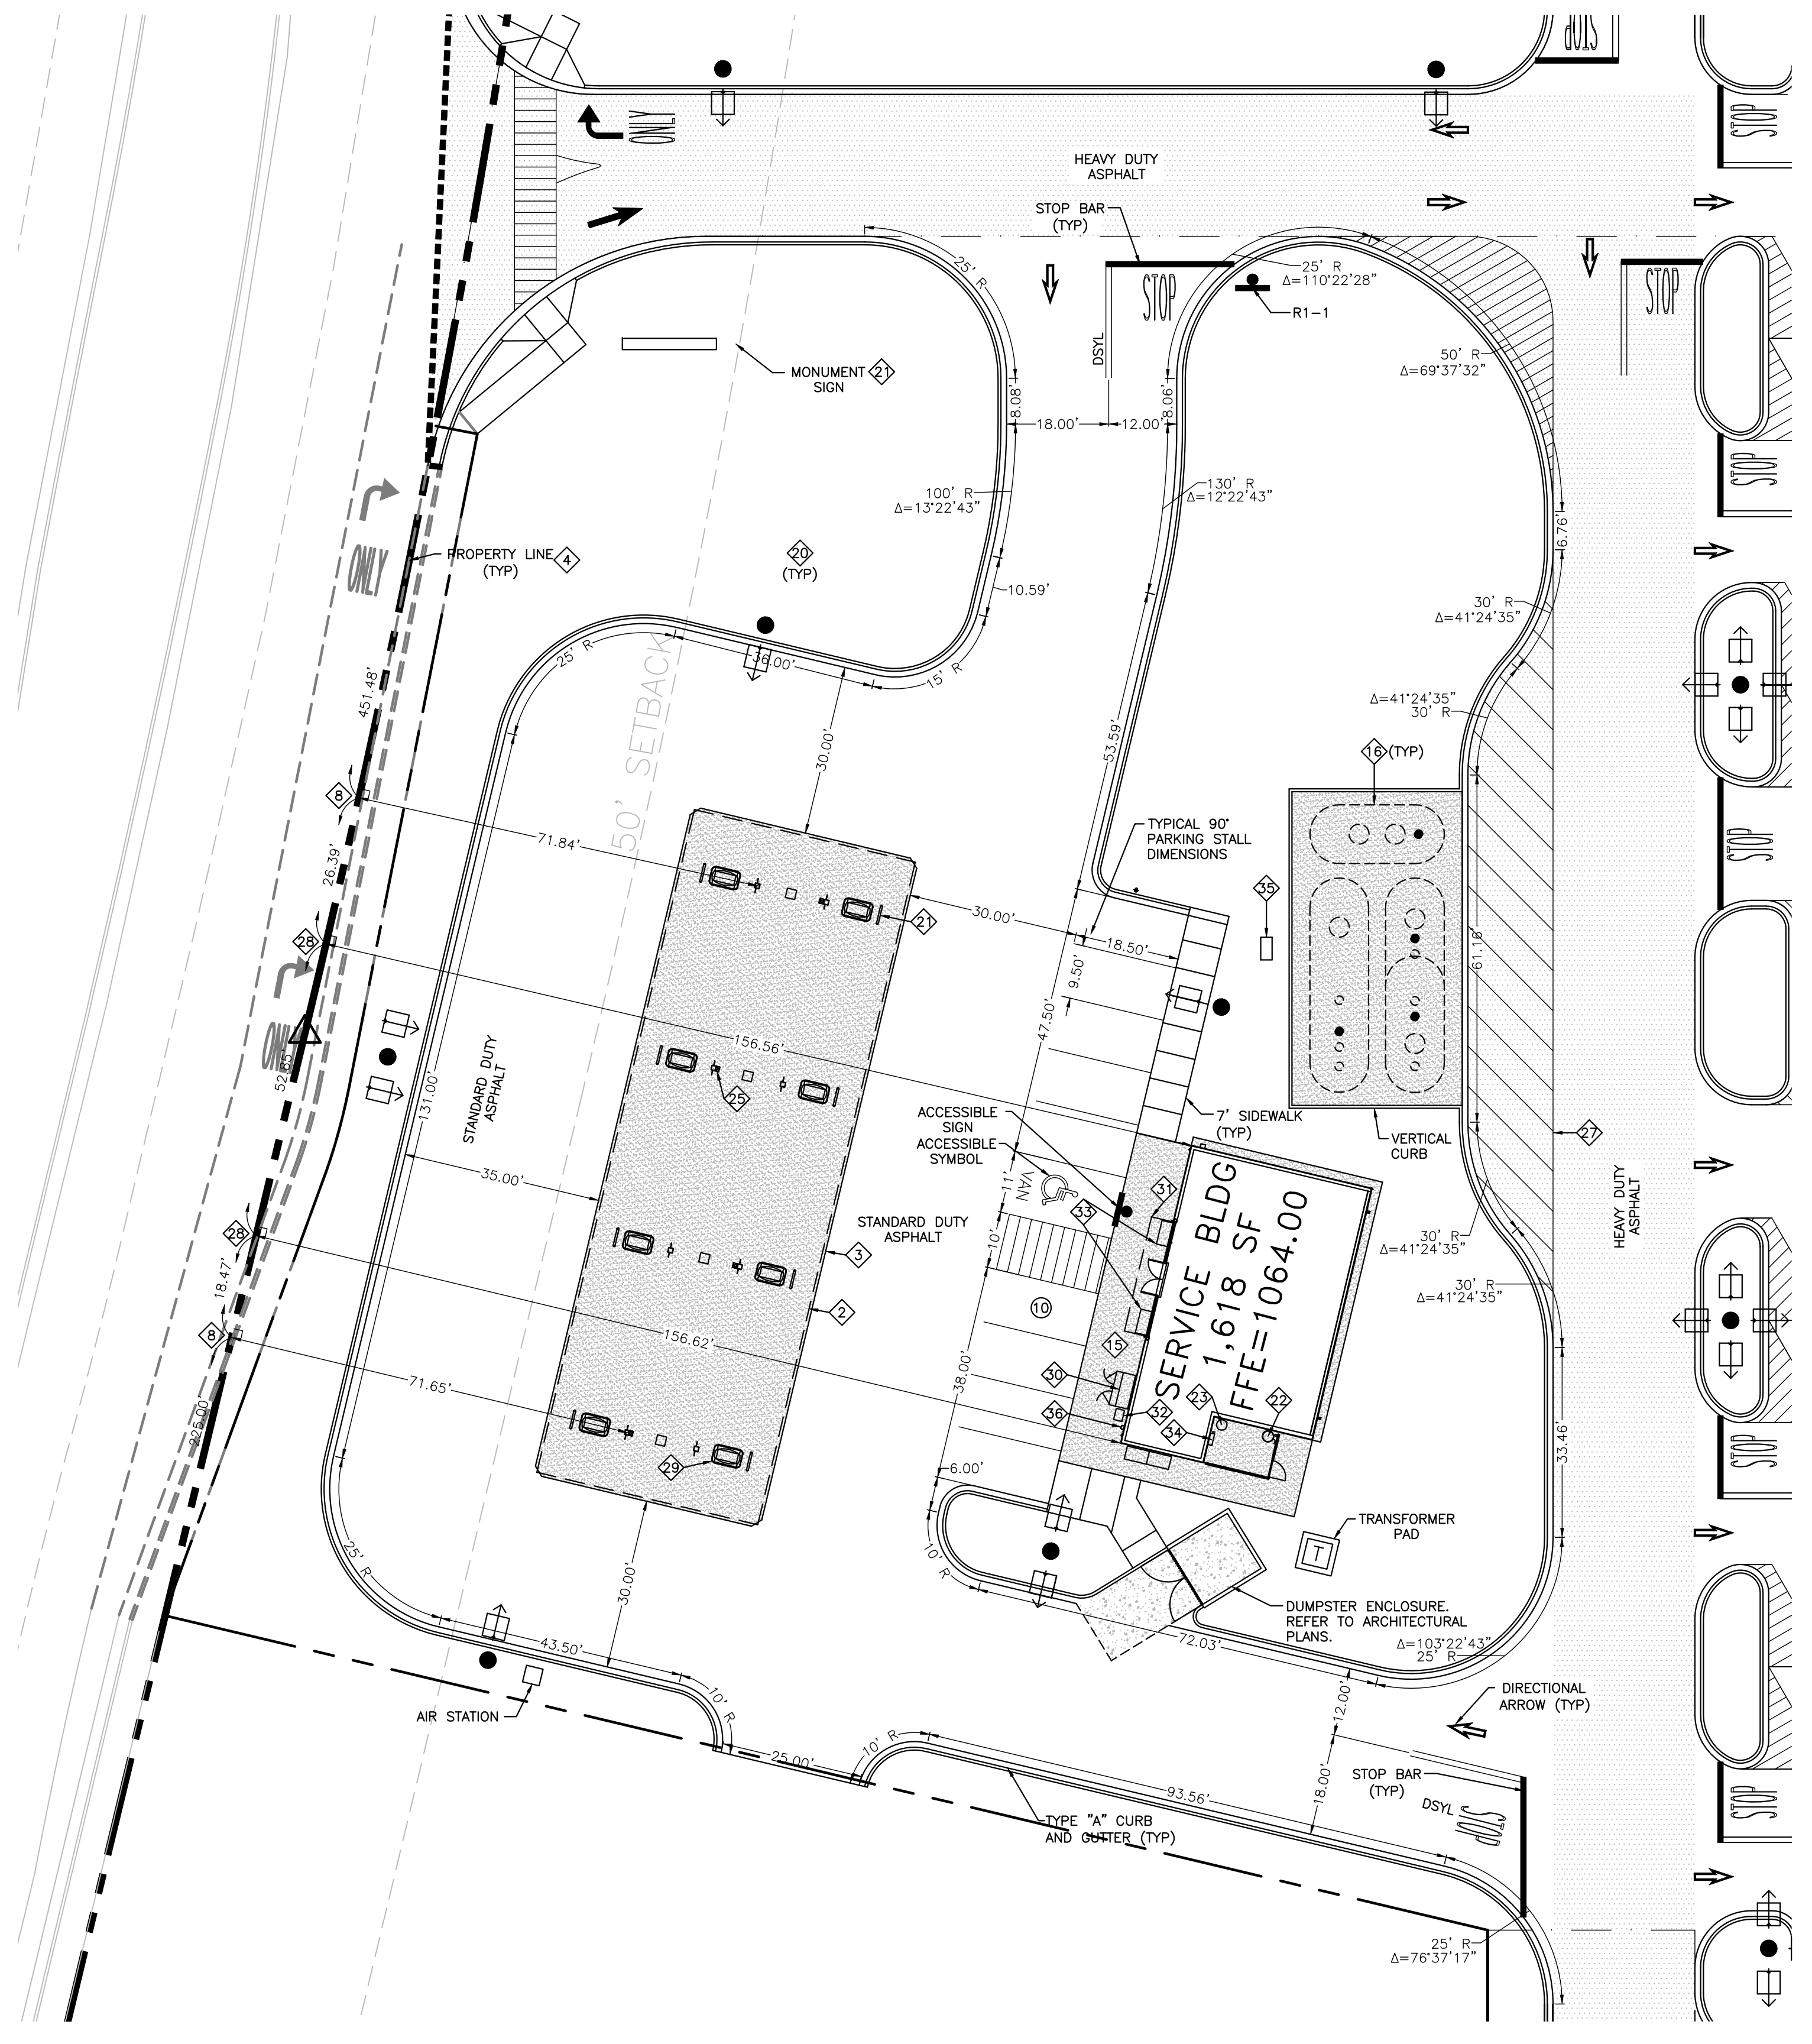 STOP
ONLY
STOP
HEAVY DUTY
ASPHALT
STOP BAR
(TYP)
25' R
25' R
Δ=110°22'28"
STOP
STOP
R1-1
DSYL
MONUMENT 21
SIGN
50' R
Δ=69°37'32"
8.08'
8.06'
18.00'
12.00'
STOP
100' R
Δ=13°22'43"
130' R
Δ=12°22'43"
ONLY
PROPERTY LINE 4
(TYP)
20
(TYP)
6.76'
10.59'
30' R
Δ=41°24'35"
25' R
36.00'
15' R
50' SETBACK
451.48'
Δ=41°24'35"
30' R
30.00'
53.59'
16 (TYP)
8
71.84'
TYPICAL 90°
PARKING STALL
DIMENSIONS
STOP
26.39'
35
30.00'
21
18.50'
28
9.50'
61.16'
47.50'
ONLY
156.56'
52.85'
STANDARD DUTY
ASPHALT
131.00'
25
ACCESSIBLE
SIGN
ACCESSIBLE
SYMBOL
7' SIDEWALK
(TYP)
VERTICAL
CURB
27
35.00'
11'
VAN
31
33
SERVICE BLDG
1,618 SF
FFE=1064.00
HEAVY DUTY
ASPHALT
28
STANDARD DUTY
ASPHALT
3
10'
30' R
Δ=41°24'35"
18.47'
30' R
Δ=41°24'35"
10
2
8
156.62'
15
71.65'
38.00'
30
23
22
225.00'
36
32
34
33.46'
STOP
29
6.00'
TRANSFORMER
PAD
T
25' R
30.00'
10' R
DUMPSTER ENCLOSURE.
REFER TO ARCHITECTURAL
PLANS.
43.50'
72.03'
Δ=103°22'43"
25' R
10' R
12.00'
DIRECTIONAL
ARROW (TYP)
AIR STATION
25.00'
10' R
STOP BAR
(TYP)
93.56'
18.00'
DSYL
STOP
STOP
TYPE "A" CURB
AND GUTTER (TYP)
25' R
Δ=76°37'17"